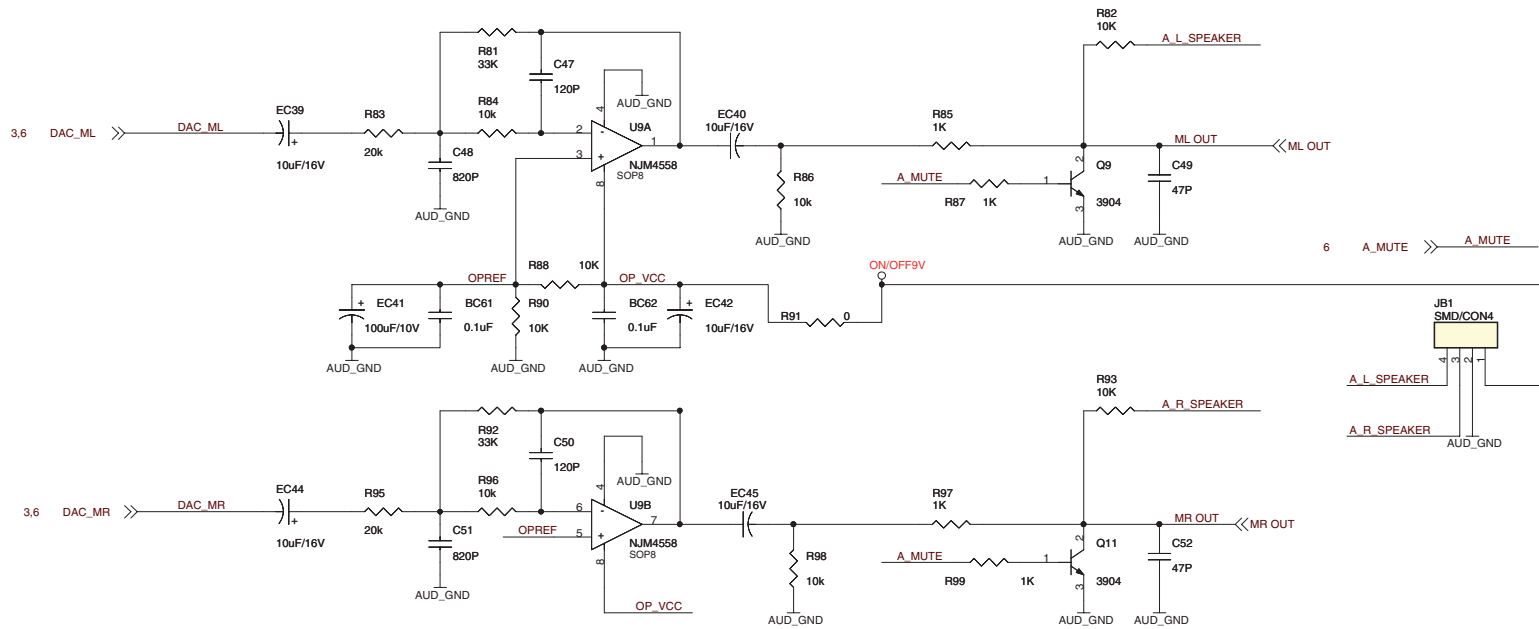 R82
10K
A_L_SPEAKER
R81
33K
C47
120P
R84
10k
4
AUD_GND
3,6 DAC_ML
DAC_ML
EC39
+
10uF/16V
R83
20k
C48
820P
AUD_GND
2
-
3
+
8
U9A
1
NJM4558
SOP8
EC40
10uF/16V
R86
10k
AUD_GND
R85
1K
A_MUTE
R87 1K
1
2
3
Q9
3904
AUD_GND
C49
47P
AUD_GND
ML OUT
ML OUT
6 A_MUTE
A_MUTE
OPREF
R88 10K
OP_VCC
ON/OFF9V
+
EC41
100uF/10V
BC61
0.1uF
R90
10K
BC62
0.1uF
+
EC42
10uF/16V
R91 0
AUD_GND
AUD_GND
AUD_GND
JB1
SMD/CON4
4
3
2
1
A_L_SPEAKER
A_R_SPEAKER
AUD_GND
R93
10K
A_R_SPEAKER
R92
33K
C50
120P
R96
10k
4
AUD_GND
3,6 DAC_MR
DAC_MR
EC44
+
10uF/16V
R95
20k
C51
820P
AUD_GND
OPREF
6
-
5
+
8
U9B
7
NJM4558
SOP8
OP_VCC
EC45
10uF/16V
R98
10k
AUD_GND
R97
1K
A_MUTE
R99 1K
1
2
3
Q11
3904
AUD_GND
C52
47P
AUD_GND
MR OUT
MR OUT